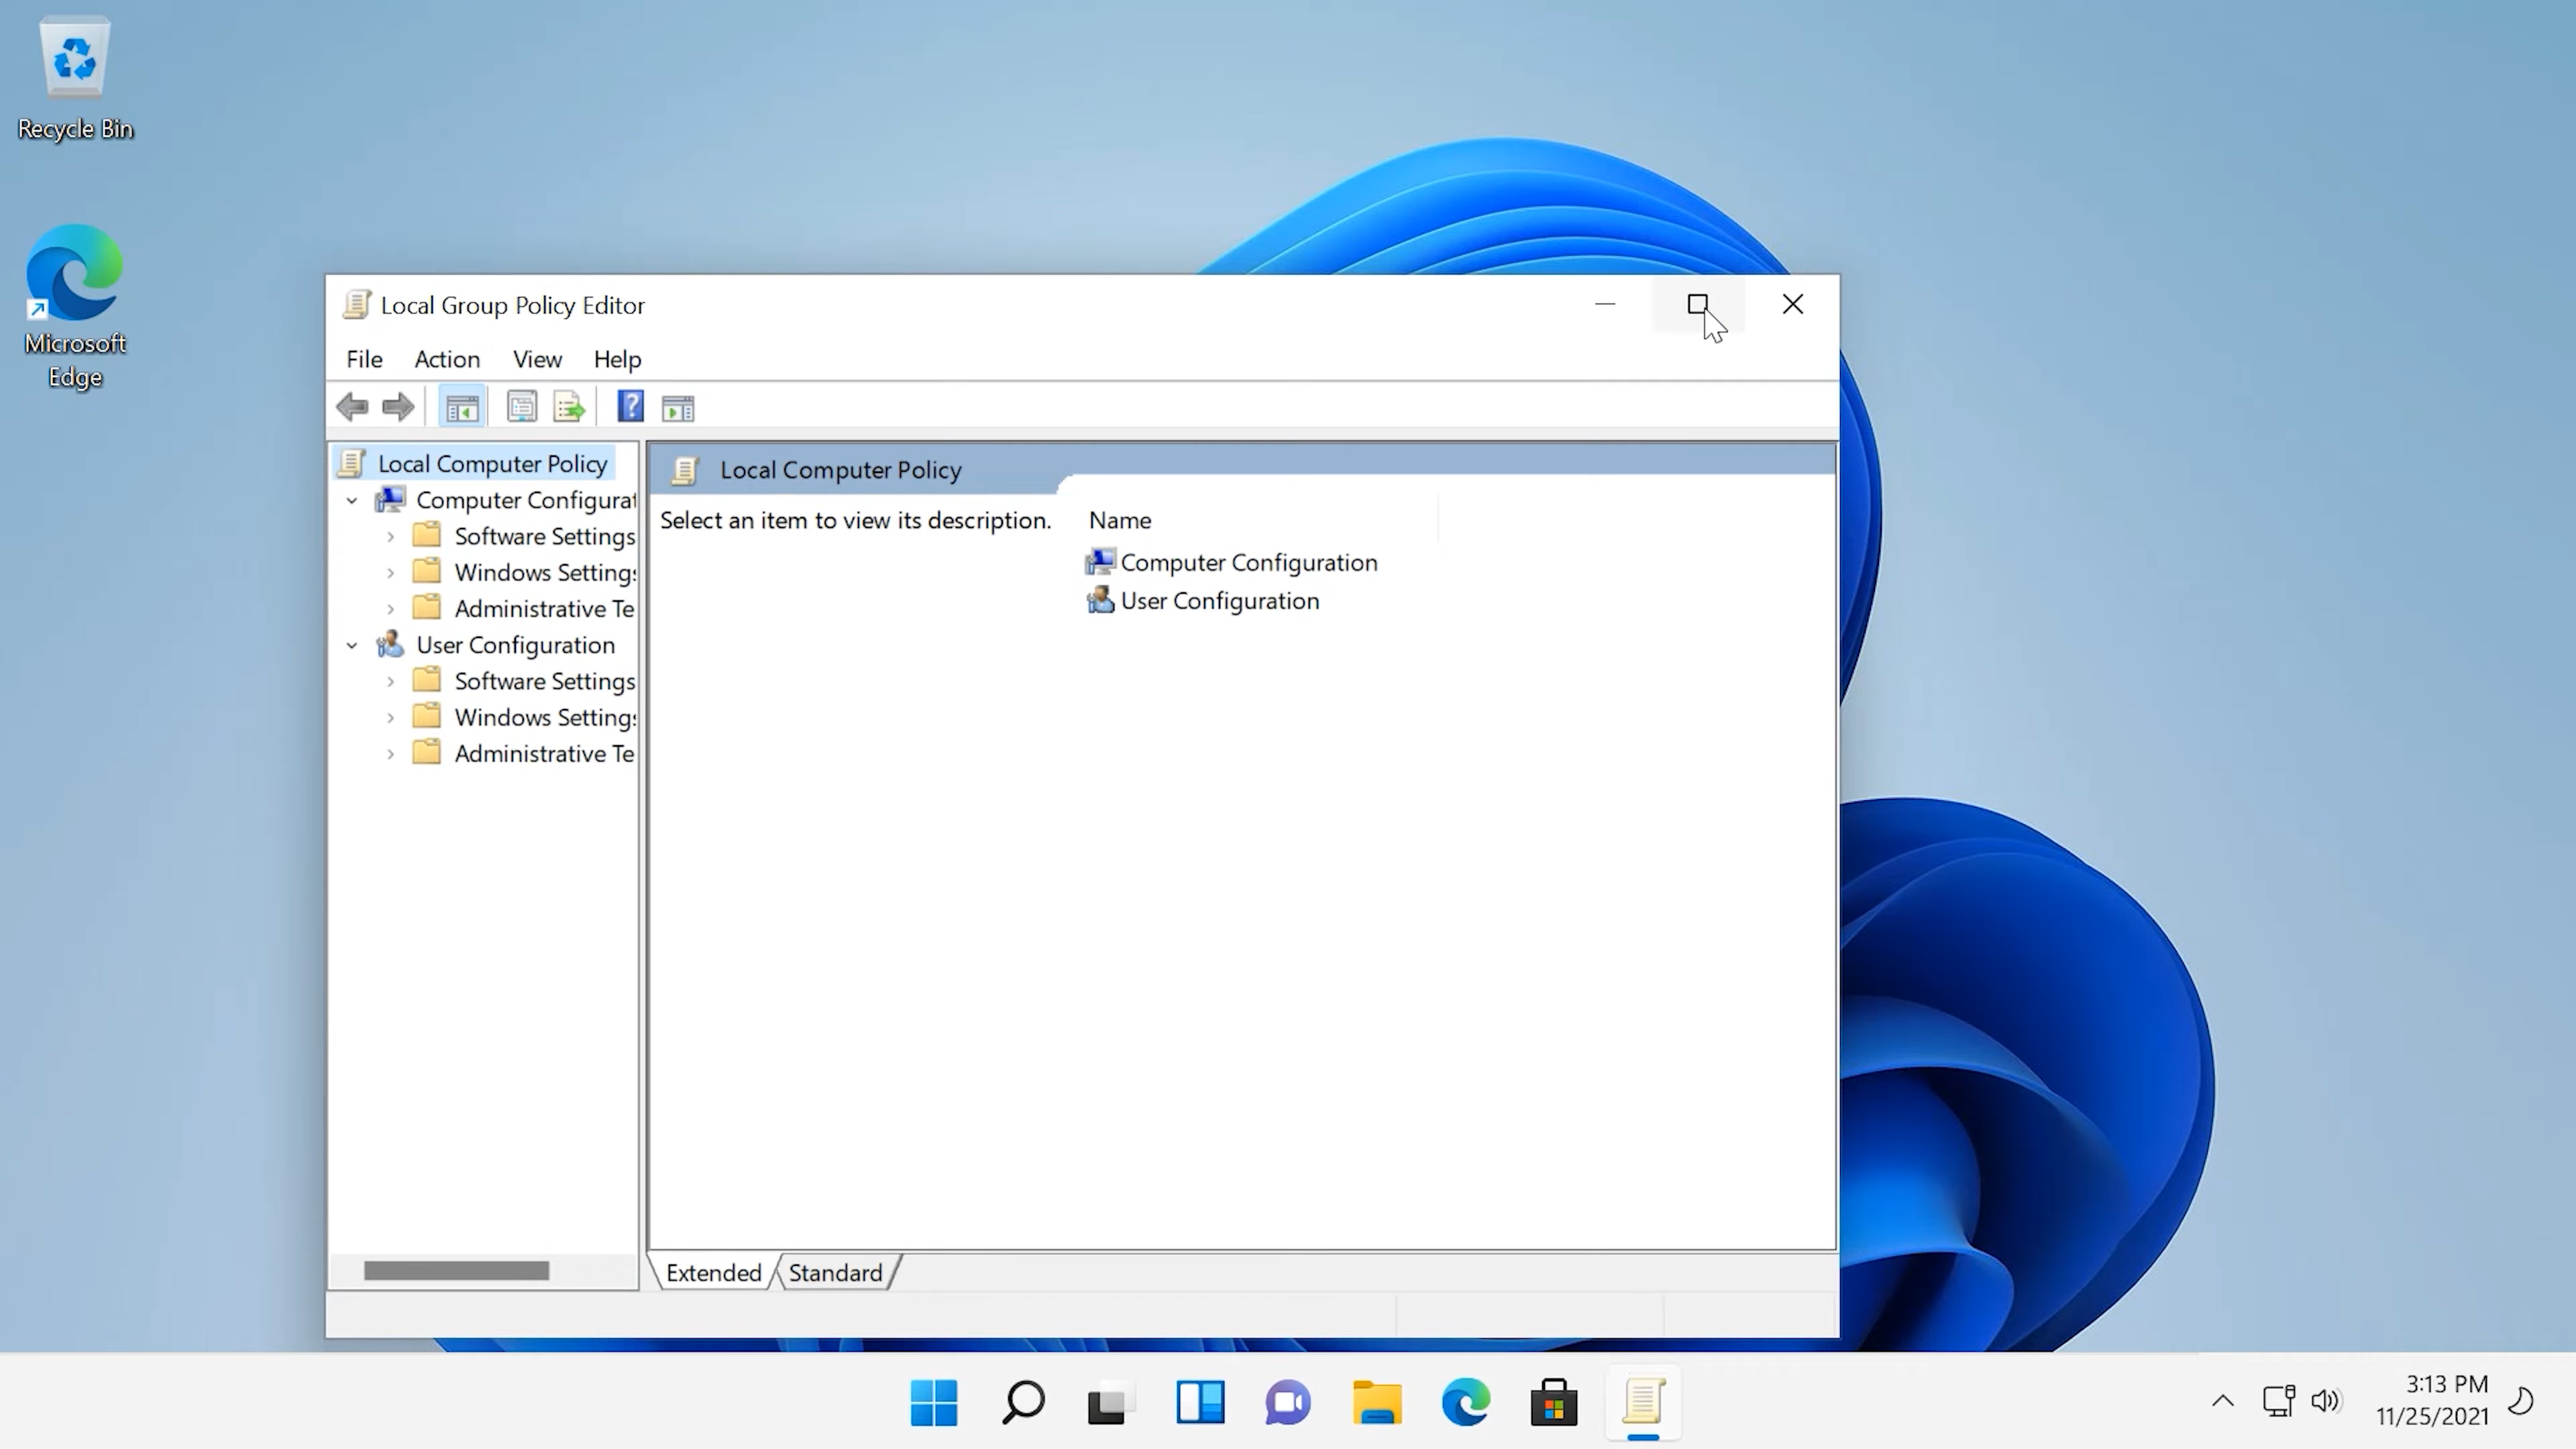 Recycle Bin
Microsoft
Edge
Local Group Policy Editor
File Action View Help
Local Computer Policy
Computer Configurat
Software Settings
Windows Setting
Administrative Te
User Configuration
Software Settings
Windows Setting
Administrative Te
Local Computer Policy
Select an item to view its description.
Name
Computer Configuration
User Configuration
Extended Standard
3:13 PM
11/25/2021